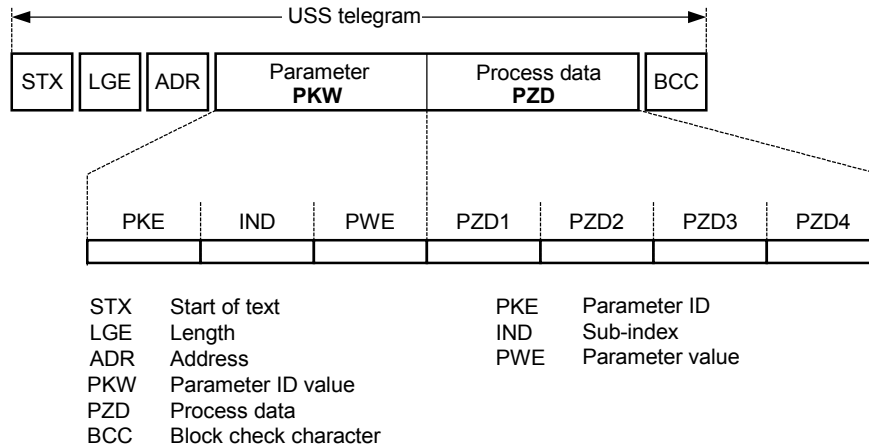 USS telegram
STX LGE ADR Parameter PKW Process data PZD BCC
PKE IND PWE PZD1 PZD2 PZD3 PZD4
STX Start of text
LGE Length
ADR Address
PKW Parameter ID value
PZD Process data
BCC Block check character
PKE Parameter ID
IND Sub-index
PWE Parameter value